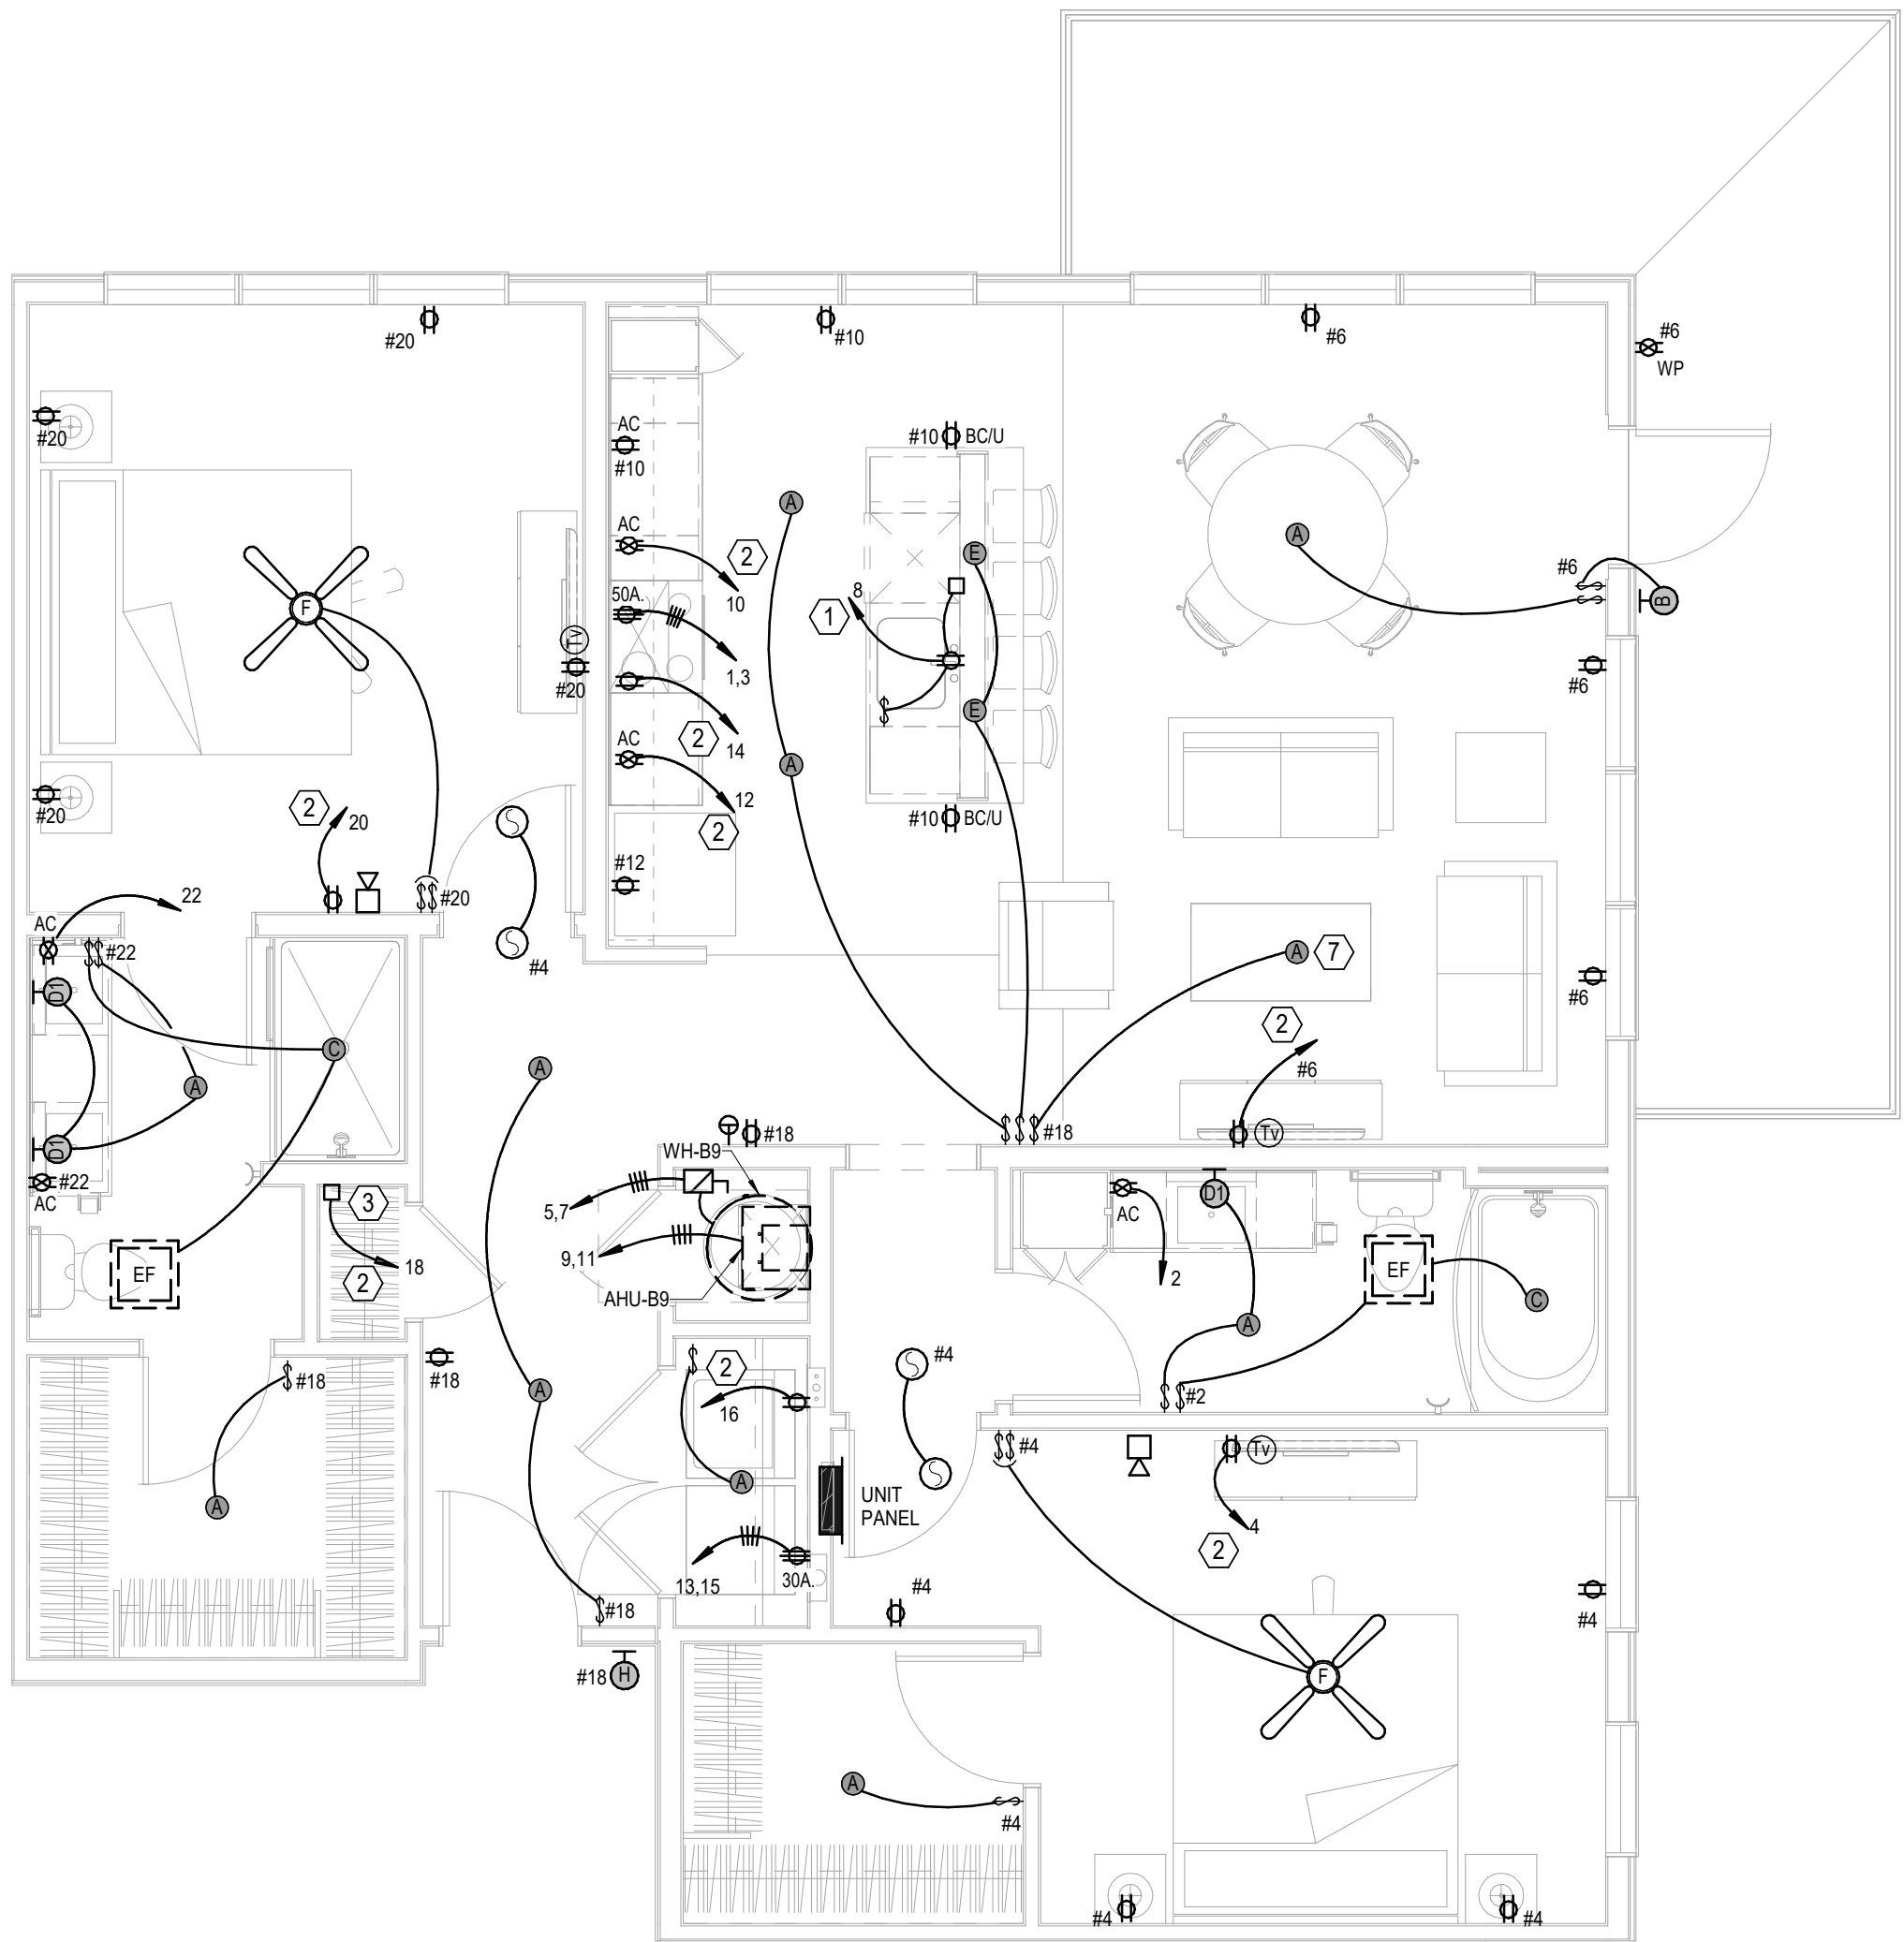 #20
#10
#6
#6
WP
#20
AC
#10
#10
BC/U
A
AC
2
10
E
A
#6
B
8
1
50A.
F
Tv
#20
1,3
#6
2
14
E
AC
12
2
A
#20
2
20
#10
BC/U
#12
#20
22
AC
#22
#4
A
7
#6
D1
2
#6
C
A
A
D1
#22
AC
#18
WH-B9
#18
Tv
3
18
2
5,7
9,11
AHU-B9
EF
D1
AC
2
EF
C
A
#4
#18
#18
2
16
A
#2
A
A
#4
Tv
4
2
UNIT
PANEL
13,15
30A.
#4
#18
#18
H
#4
F
A
#4
#4
#4